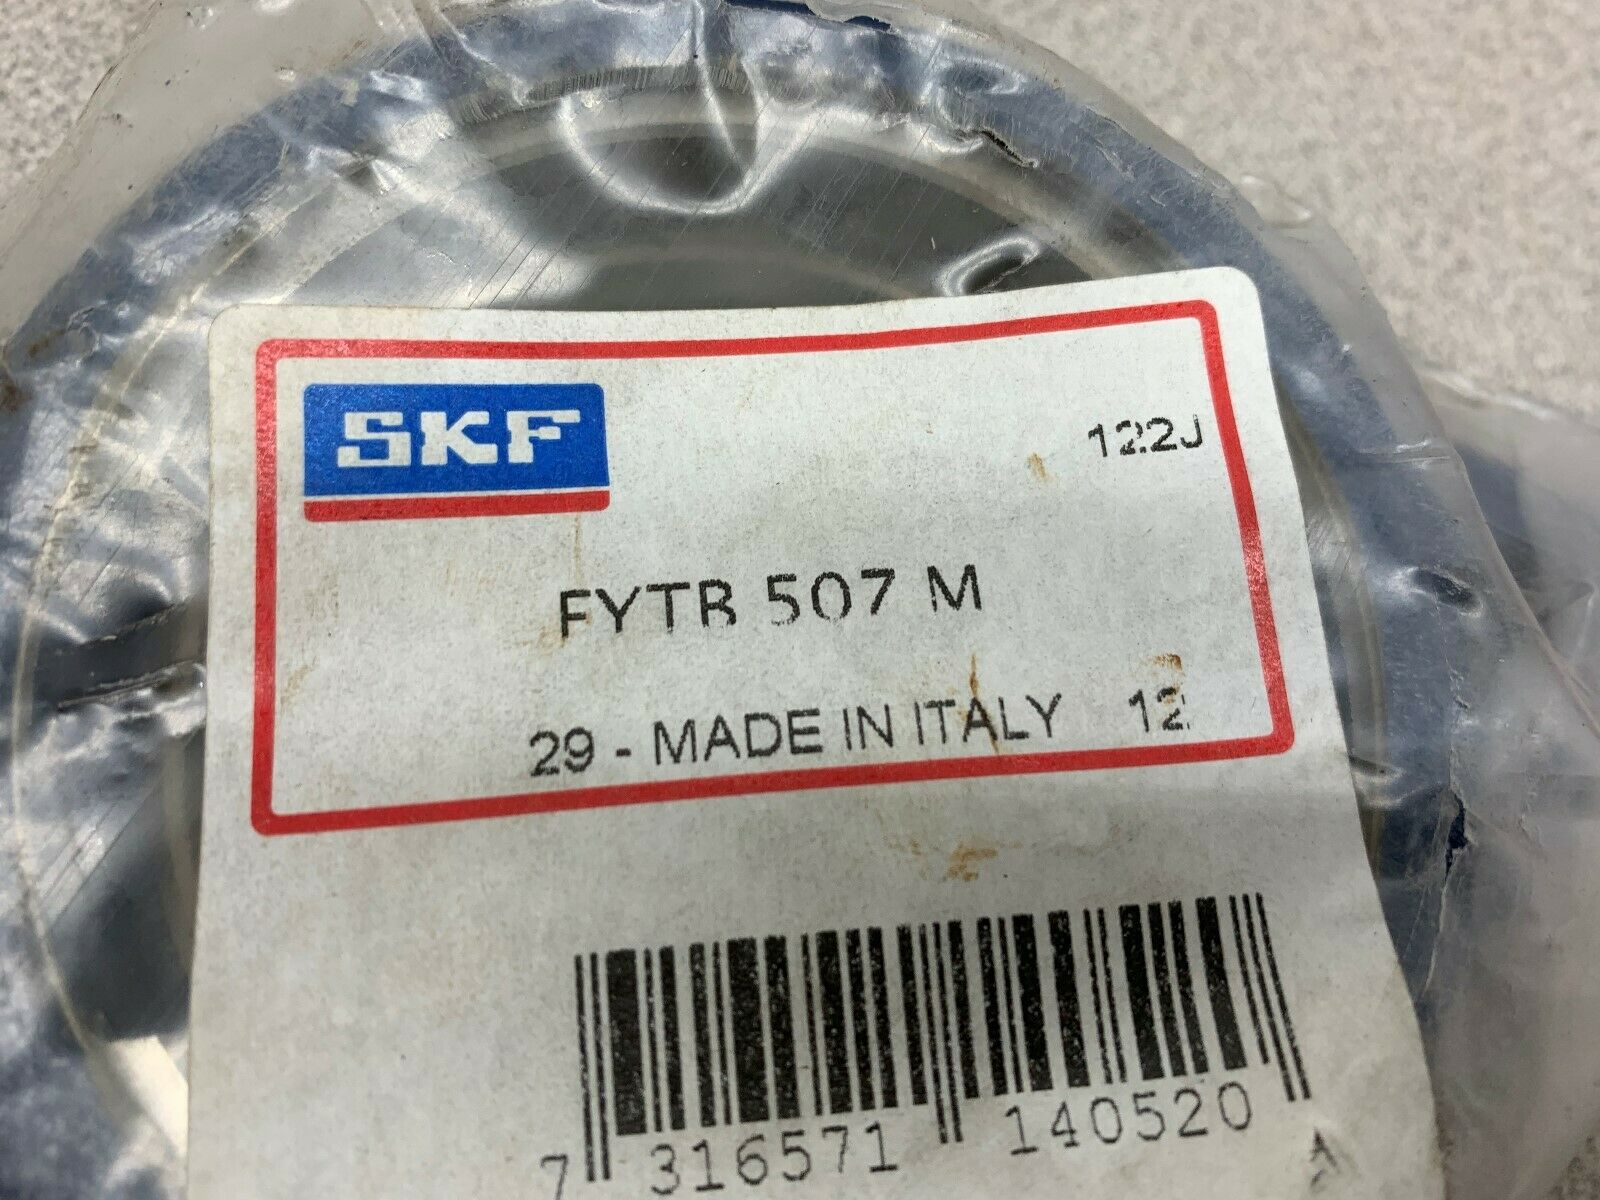 SKF
122J
FYTB 507 M
29 - MADE IN ITALY 12
7 316571 140520
A